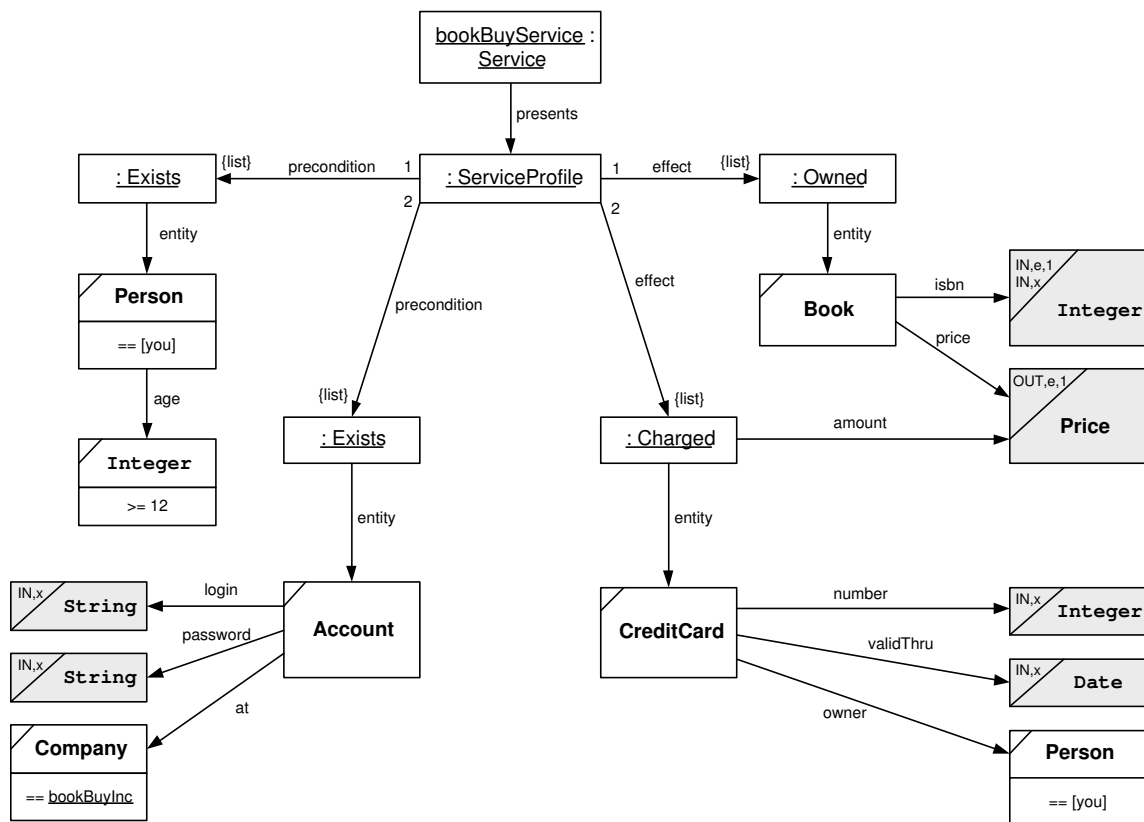 bookBuyService :
Service
presents
{list} precondition 1
1 effect {list}
: Exists
: ServiceProfile
: Owned
2
2
entity
entity
Person
== [you]
precondition
effect
Book
isbn
IN,e,1
IN,x
Integer
price
age
OUT,e,1
Price
{list}
{list}
Integer
>= 12
: Exists
: Charged
amount
entity
entity
IN,x
String
login
Account
CreditCard
number
IN,x
Integer
password
validThru
IN,x
String
IN,x
Date
at
owner
Company
== bookBuyInc
Person
== [you]